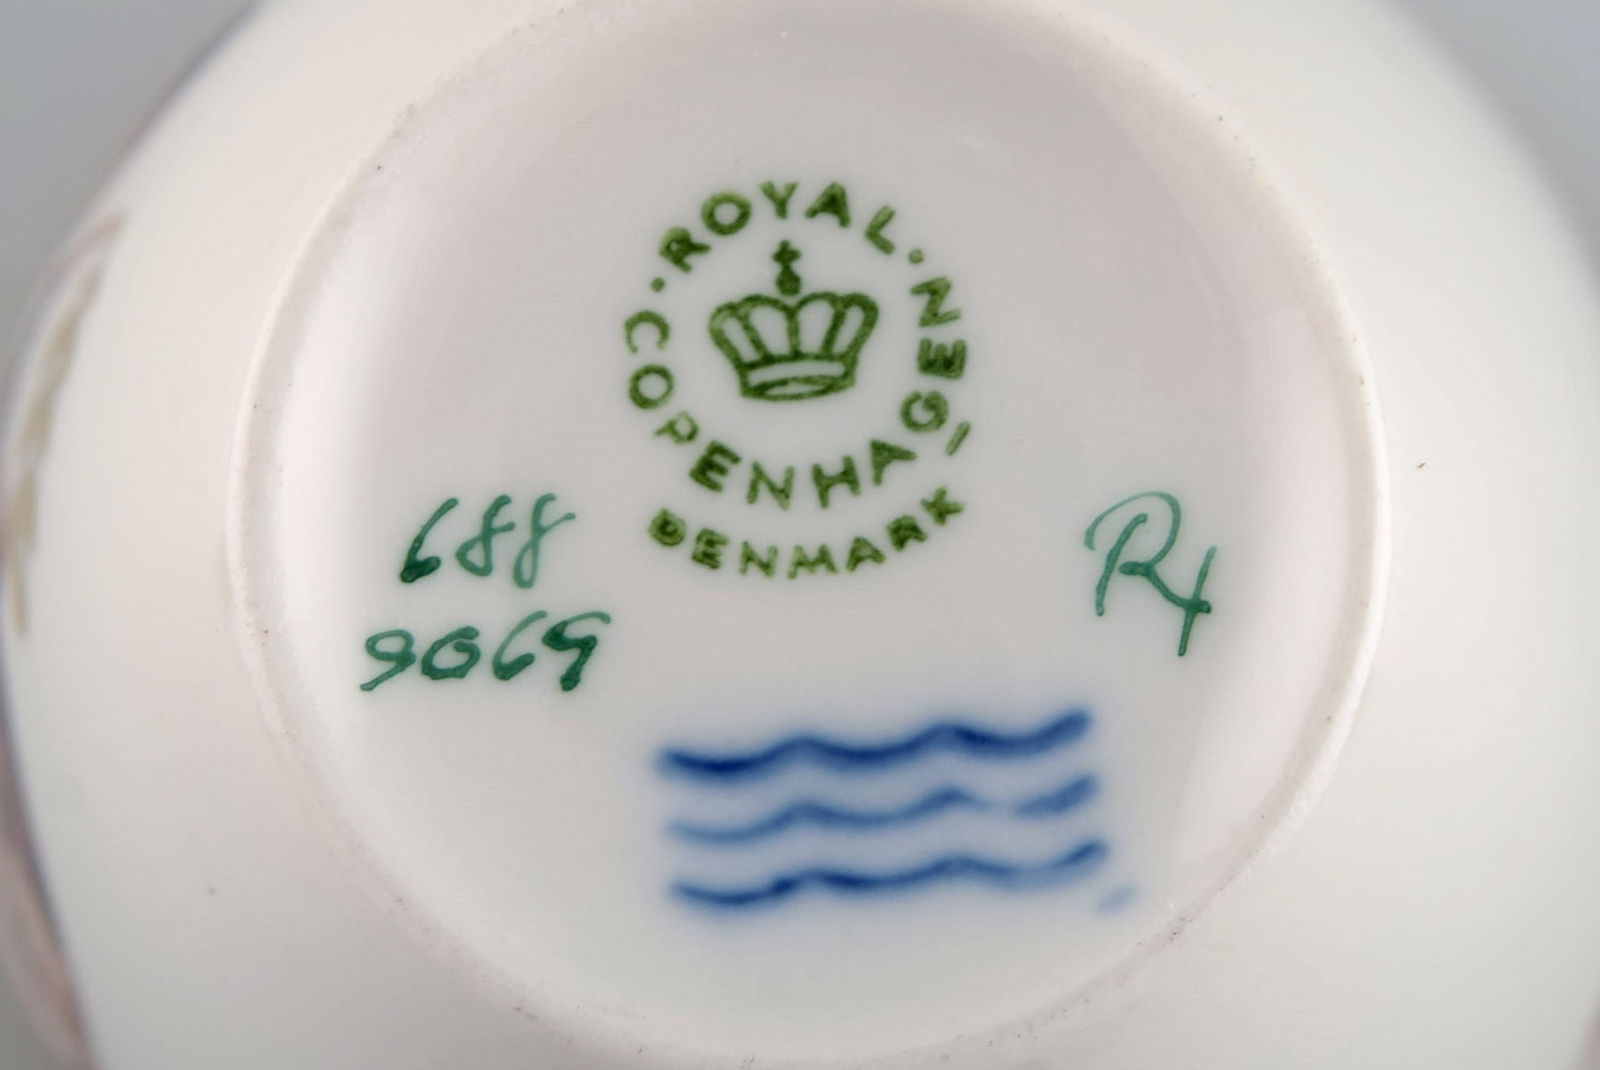 ROYAL
COPENHAGEN
DENMARK
688
9069